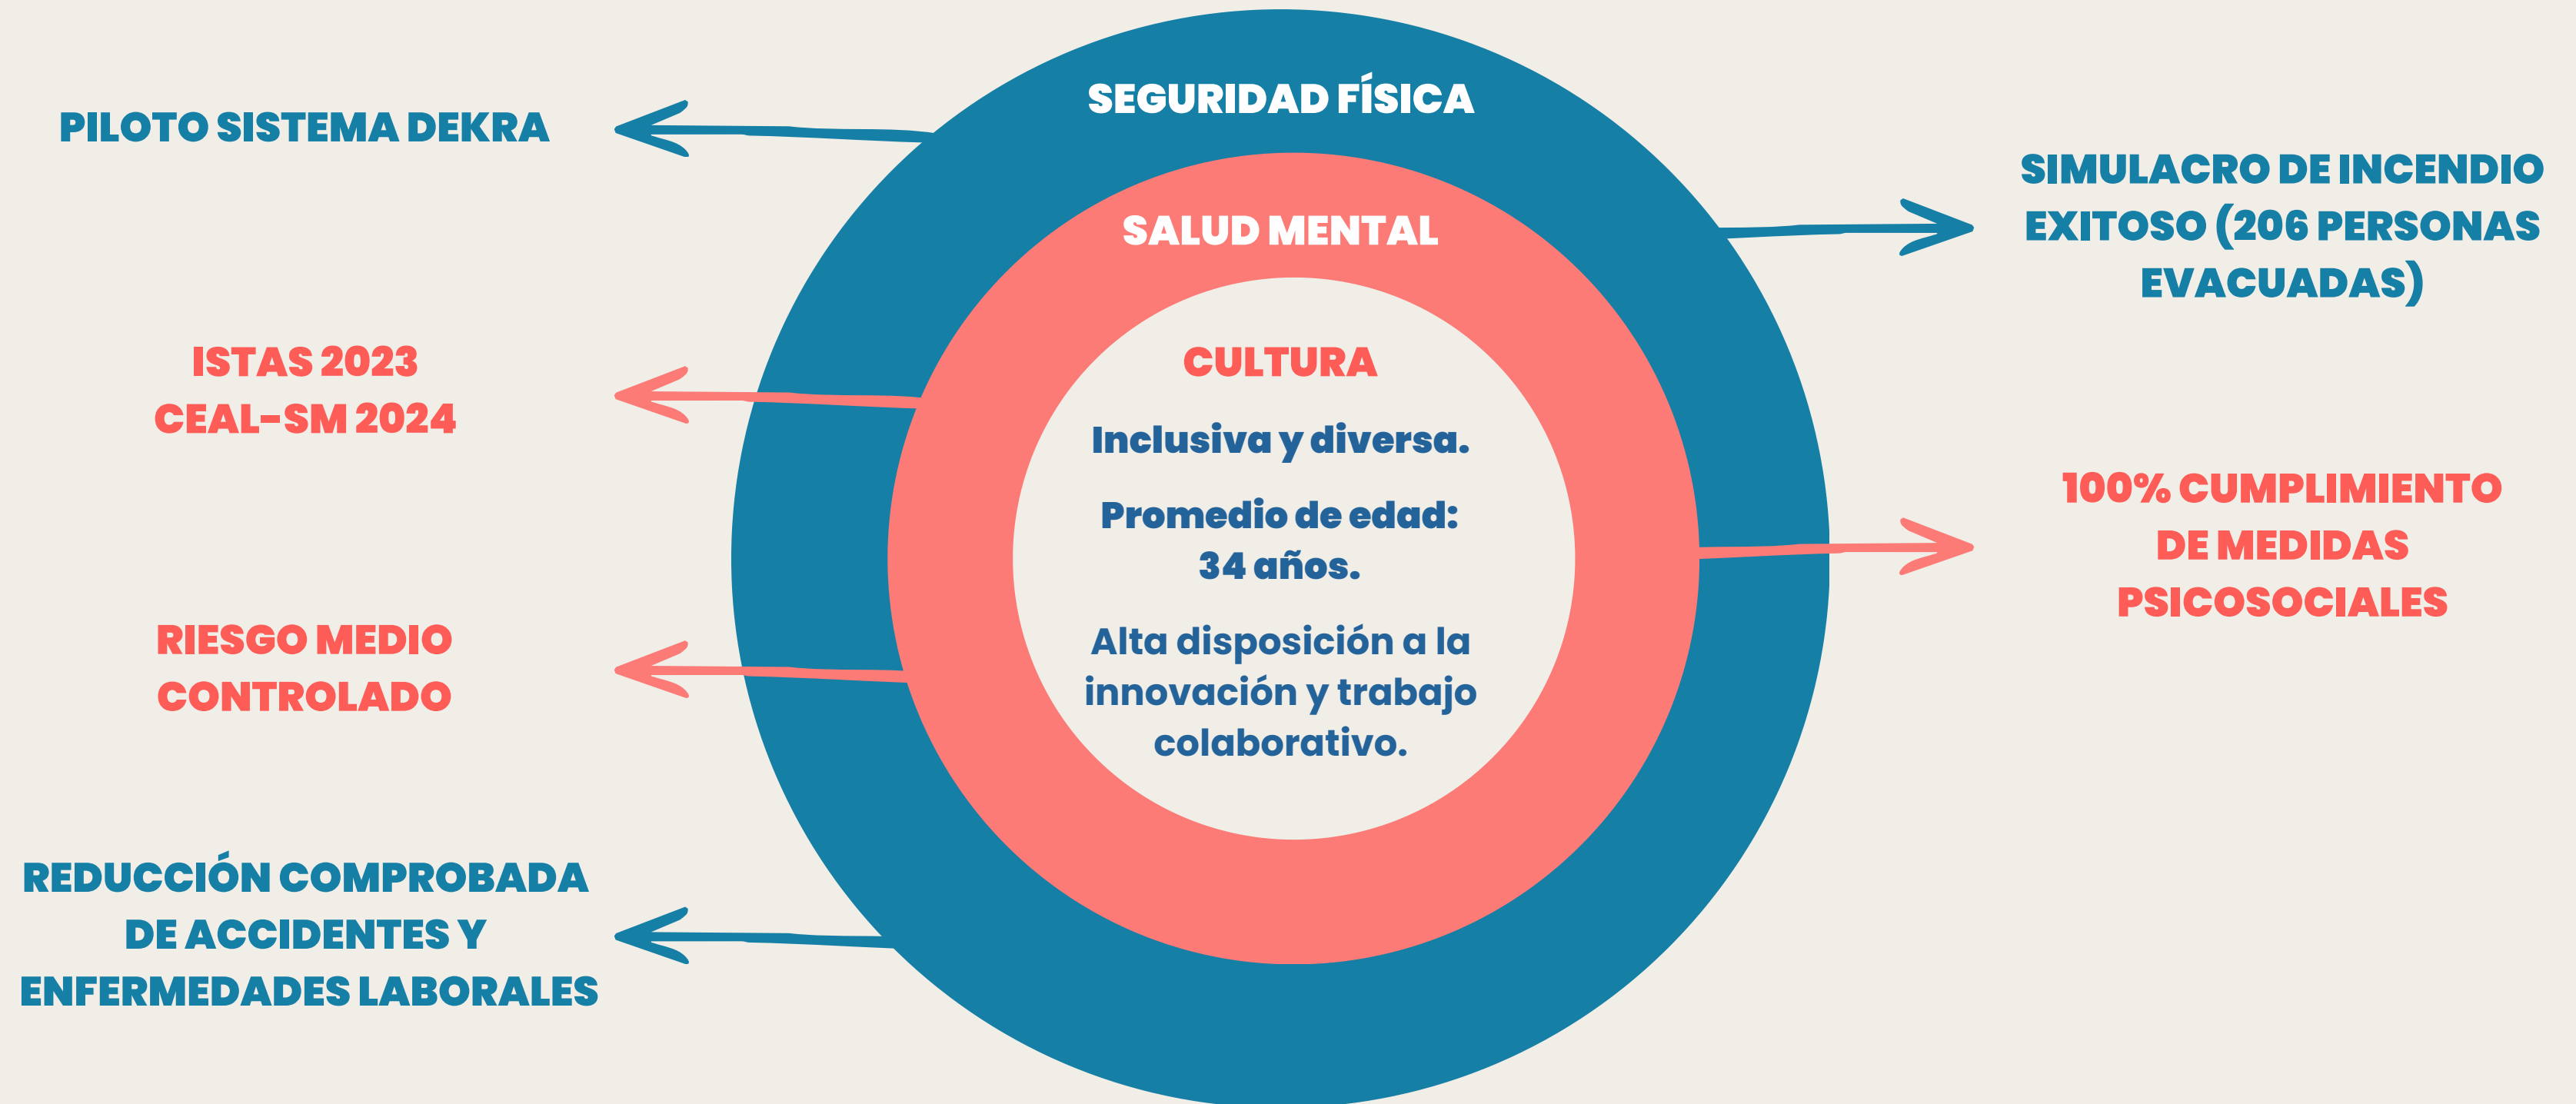 SEGURIDAD FÍSICA
SALUD MENTAL
CULTURA
Inclusiva y diversa.
Promedio de edad:
34 años.
Alta disposición a la
innovación y trabajo
colaborativo.
PILOTO SISTEMA DEKRA
ISTAS 2023
CEAL-SM 2024
RIESGO MEDIO
CONTROLADO
REDUCCIÓN COMPROBADA
DE ACCIDENTES Y
ENFERMEDADES LABORALES
SIMULACRO DE INCENDIO
EXITOSO (206 PERSONAS
EVACUADAS)
100% CUMPLIMIENTO
DE MEDIDAS
PSICOSOCIALES